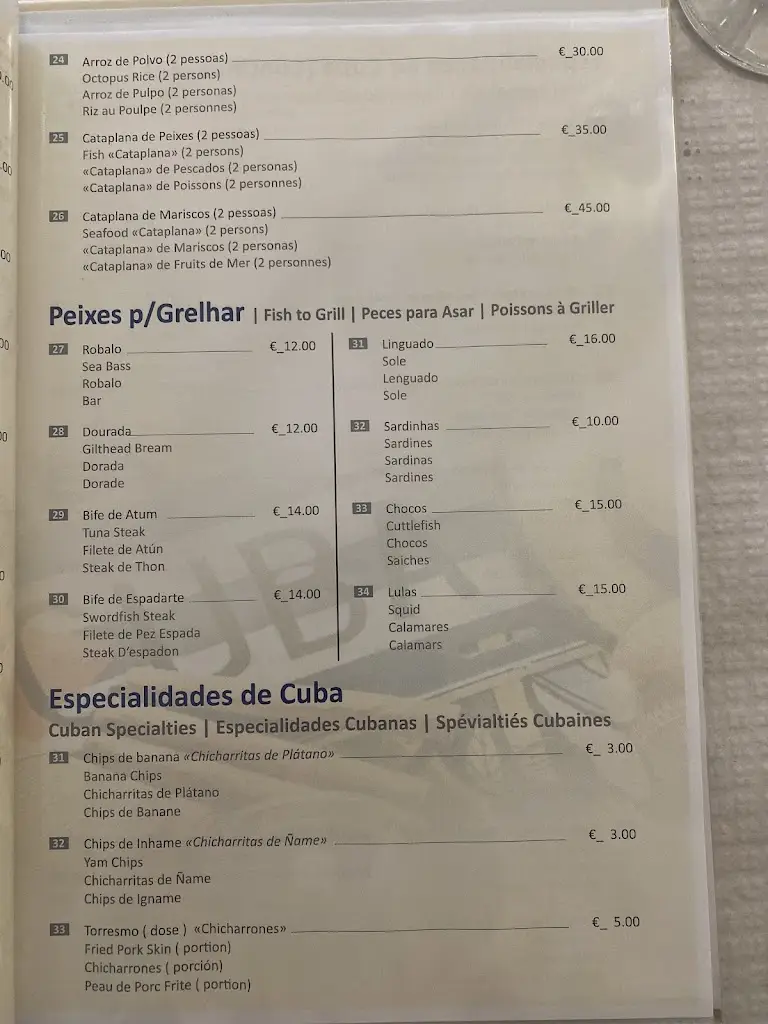 24 Arroz de Polvo (2 pessoas) €_30.00
Octopus Rice (2 persons)
Arroz de Pulpo (2 personas)
Riz au Poulpe (2 personnes)
25 Cataplana de Peixes (2 pessoas) €_35.00
Fish «Cataplana» (2 persons)
«Cataplana» de Pescados (2 personas)
«Cataplana» de Poissons (2 personnes)
26 Cataplana de Mariscos (2 pessoas) €_45.00
Seafood «Cataplana» (2 persons)
«Cataplana» de Mariscos (2 personas)
«Cataplana» de Fruits de Mer (2 personnes)
Peixes p/Grelhar | Fish to Grill | Peces para Asar | Poissons à Griller
27 Robalo €_12.00
Sea Bass
Robalo
Bar
28 Dourada €_12.00
Gilthead Bream
Dorada
Dorade
29 Bife de Atum €_14.00
Tuna Steak
Filete de Atún
Steak de Thon
30 Bife de Espadarte €_14.00
Swordfish Steak
Filete de Pez Espada
Steak D'espadon
31 Linguado €_16.00
Sole
Lenguado
Sole
32 Sardinhas €_10.00
Sardines
Sardinas
Sardines
33 Chocos €_15.00
Cuttlefish
Chocos
Saiches
34 Lulas €_15.00
Squid
Calamares
Calamars
Especialidades de Cuba
Cuban Specialties | Especialidades Cubanas | Spévialtiés Cubaines
31 Chips de banana «Chicharritas de Plátano» €_ 3.00
Banana Chips
Chicharritas de Plátano
Chips de Banane
32 Chips de Inhame «Chicharritas de Ñame» €_ 3.00
Yam Chips
Chicharritas de Ñame
Chips de Igname
33 Torresmo ( dose ) «Chicharrones» €_ 5.00
Fried Pork Skin ( portion)
Chicharrones ( porción)
Peau de Porc Frite ( portion)